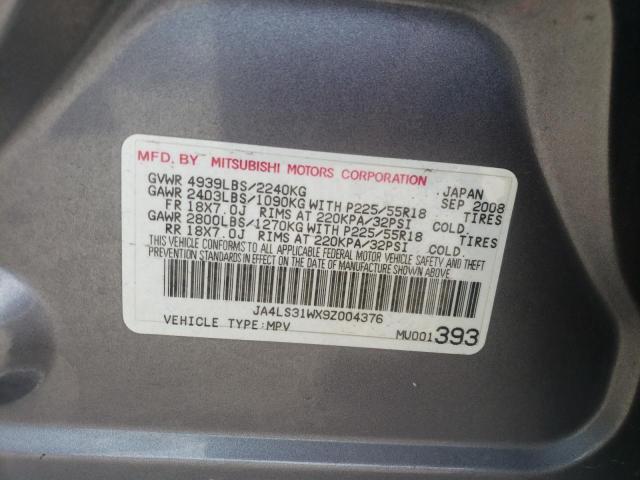 MFD. BY MITSUBISHI MOTORS CORPORATION
GVWR 4939LBS/2240KG JAPAN
GAWR 2403LBS/1090KG WITH P225/55R18 SEP 2008
FR 18X7.0J RIMS AT 220KPA/32PSI COLD. TIRES
GAWR 2800LBS/1270KG WITH P225/55R18
RR 18X7.0J RIMS AT 220KPA/32PSI COLD. TIRES
THIS VEHICLE CONFORMS TO ALL APPLICABLE FEDERAL MOTOR VEHICLE SAFETY AND THEFT
PREVENTION STANDARDS IN EFFECT ON THE DATE OF MANUFACTURE SHOWN ABOVE.
JA4LS31WX9Z004376
VEHICLE TYPE:MPV MU001393